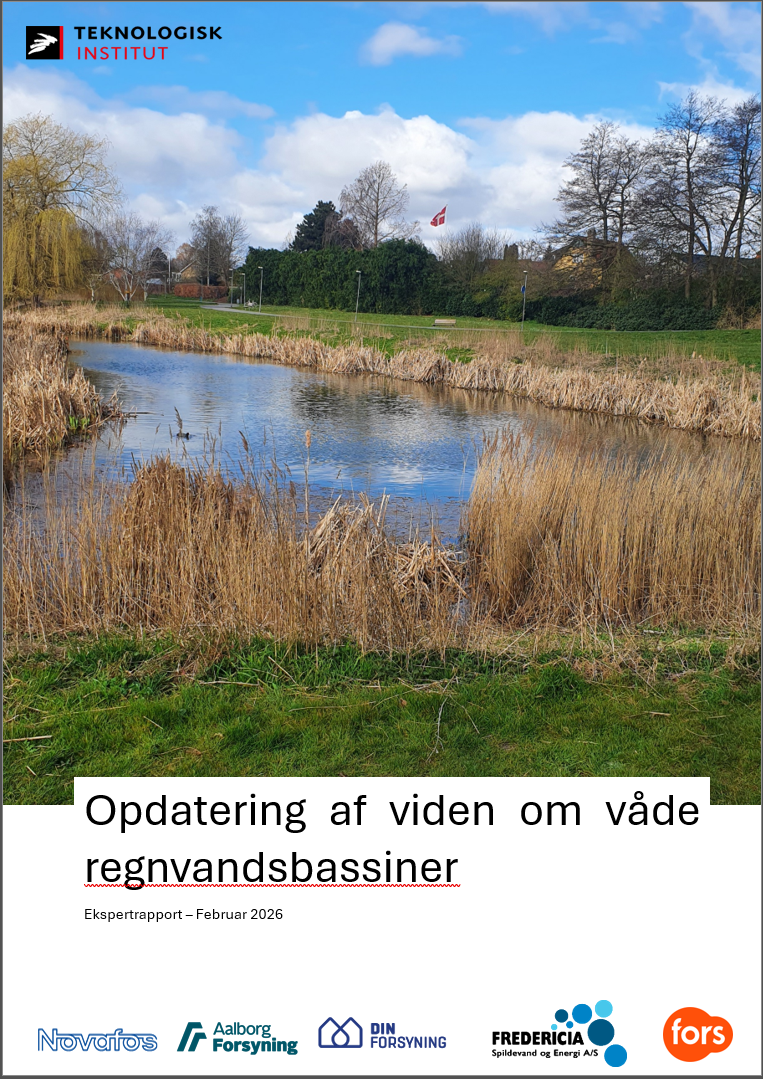 TEKNOLOGISK
INSTITUT
Opdatering af viden om våde
regnvandsbassiner
Ekspertrapport – Februar 2026
Novafos
Aalborg
Forsyning
DIN
FORSYNING
FREDERICIA
Spildevand og Energi A/S
fors